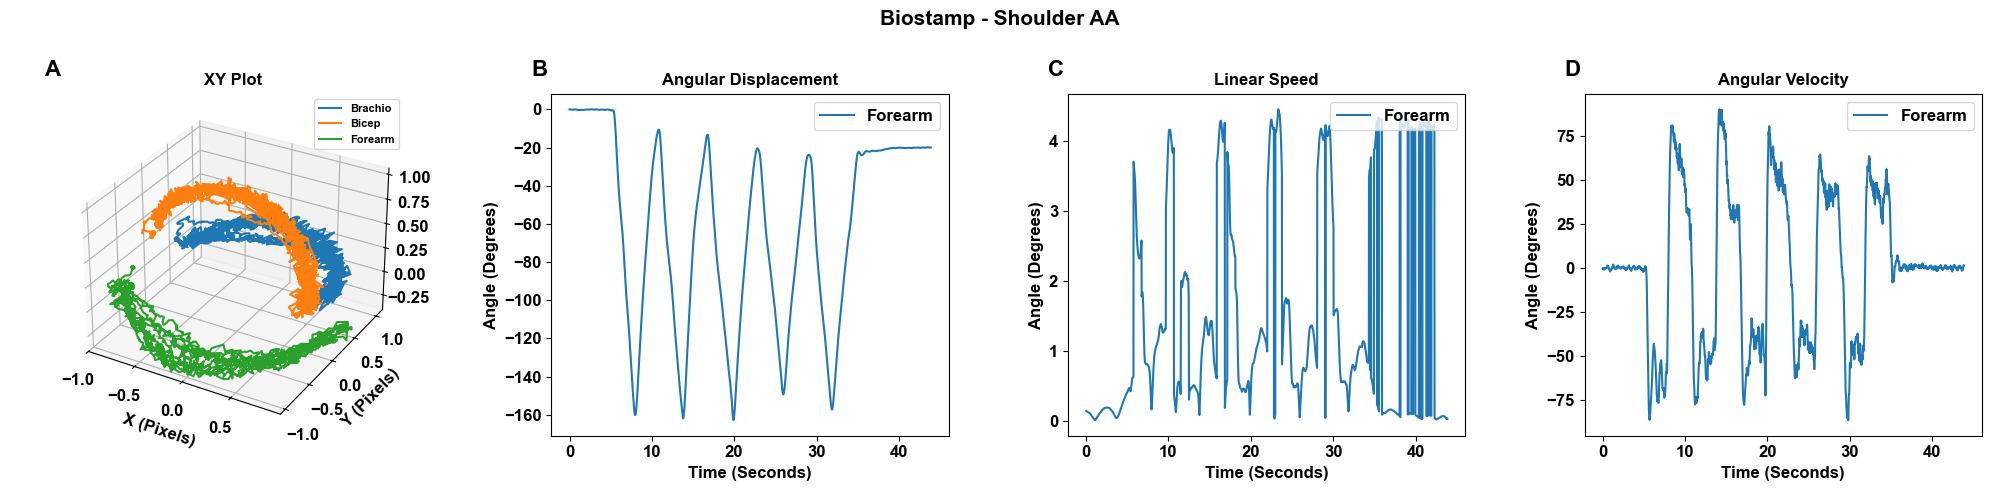 Biostamp - Shoulder AA
A
XY Plot
Brachio
Bicep
Forearm
1.00
0.75
0.50
0.25
0.00
−0.25
−1.0
−0.5
0.0
0.5
X (Pixels)
−1.0
−0.5
0.0
0.5
1.0
Y (Pixels)
B
Angular Displacement
Forearm
0
−20
−40
−60
−80
−100
−120
−140
−160
Angle (Degrees)
0 10 20 30 40
Time (Seconds)
C
Linear Speed
Forearm
4
3
2
1
0
Angle (Degrees)
0 10 20 30 40
Time (Seconds)
D
Angular Velocity
Forearm
75
50
25
0
−25
−50
−75
Angle (Degrees)
0 10 20 30 40
Time (Seconds)